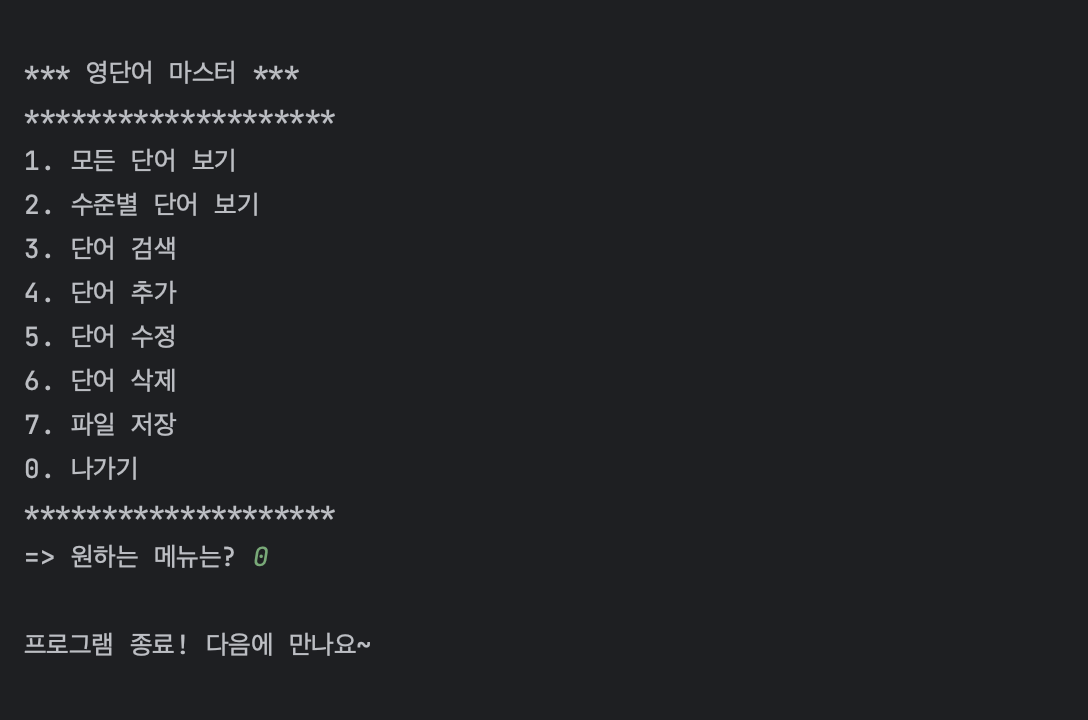 *** 영단어 마스터 ***
********************
1. 모든 단어 보기
2. 수준별 단어 보기
3. 단어 검색
4. 단어 추가
5. 단어 수정
6. 단어 삭제
7. 파일 저장
0. 나가기
********************
=> 원하는 메뉴는? 0
프로그램 종료! 다음에 만나요~